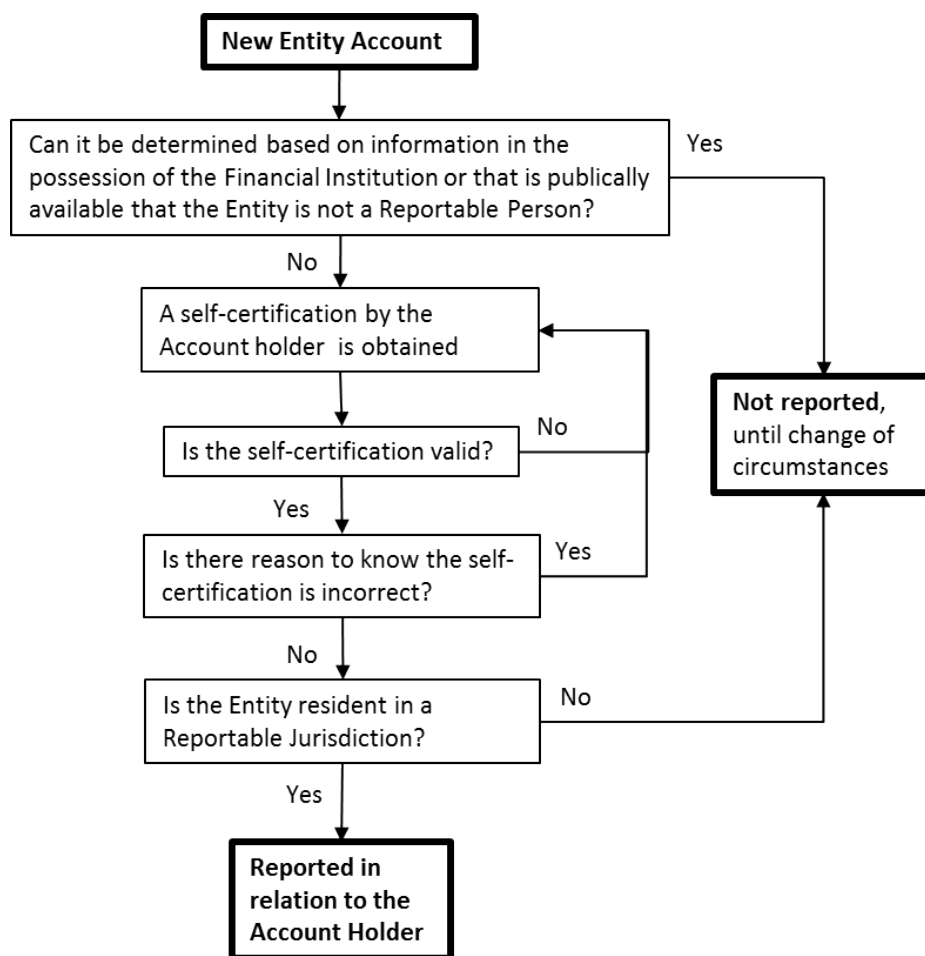 New Entity Account
Can it be determined based on information in the
possession of the Financial Institution or that is publically
available that the Entity is not a Reportable Person?
Yes
No
A self-certification by the
Account holder is obtained
Not reported,
until change of
circumstances
Is the self-certification valid?
No
Yes
Is there reason to know the self-
certification is incorrect?
Yes
No
Is the Entity resident in a
Reportable Jurisdiction?
No
Yes
Reported in
relation to the
Account Holder